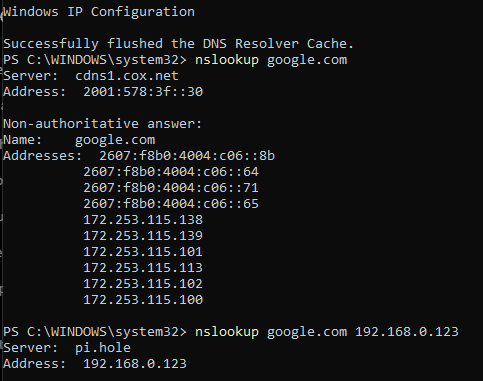 Windows IP Configuration
Successfully flushed the DNS Resolver Cache.
PS C:\WINDOWS\system32> nslookup google.com
Server:  cdns1.cox.net
Address:  2001:578:3f::30
Non-authoritative answer:
Name:    google.com
Addresses:  2607:f8b0:4004:c06::8b
          2607:f8b0:4004:c06::64
          2607:f8b0:4004:c06::71
          2607:f8b0:4004:c06::65
          172.253.115.138
          172.253.115.139
          172.253.115.101
          172.253.115.113
          172.253.115.102
          172.253.115.100
PS C:\WINDOWS\system32> nslookup google.com 192.168.0.123
Server:  pi.hole
Address:  192.168.0.123